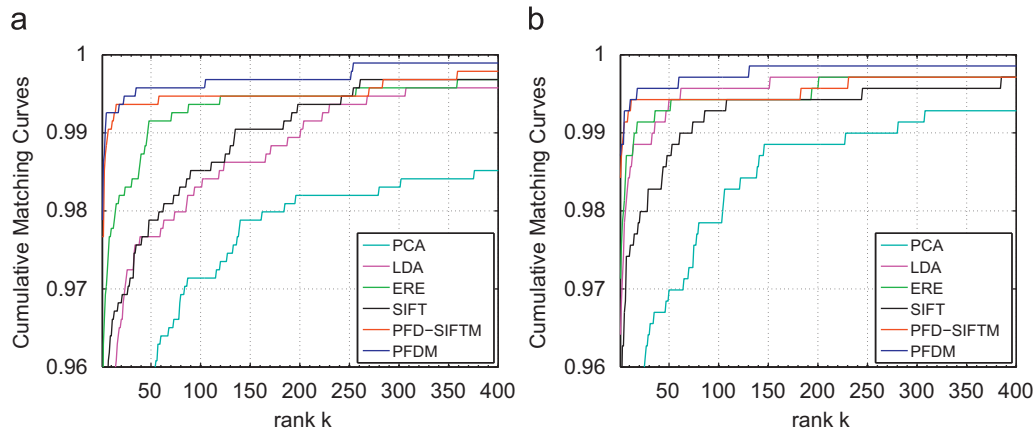 a
Cumulative Matching Curves
1
0.99
0.98
0.97
0.96
50 100 150 200 250 300 350 400
rank k
PCA
LDA
ERE
SIFT
PFD-SIFTM
PFDM
b
Cumulative Matching Curves
1
0.99
0.98
0.97
0.96
50 100 150 200 250 300 350 400
rank k
PCA
LDA
ERE
SIFT
PFD-SIFTM
PFDM